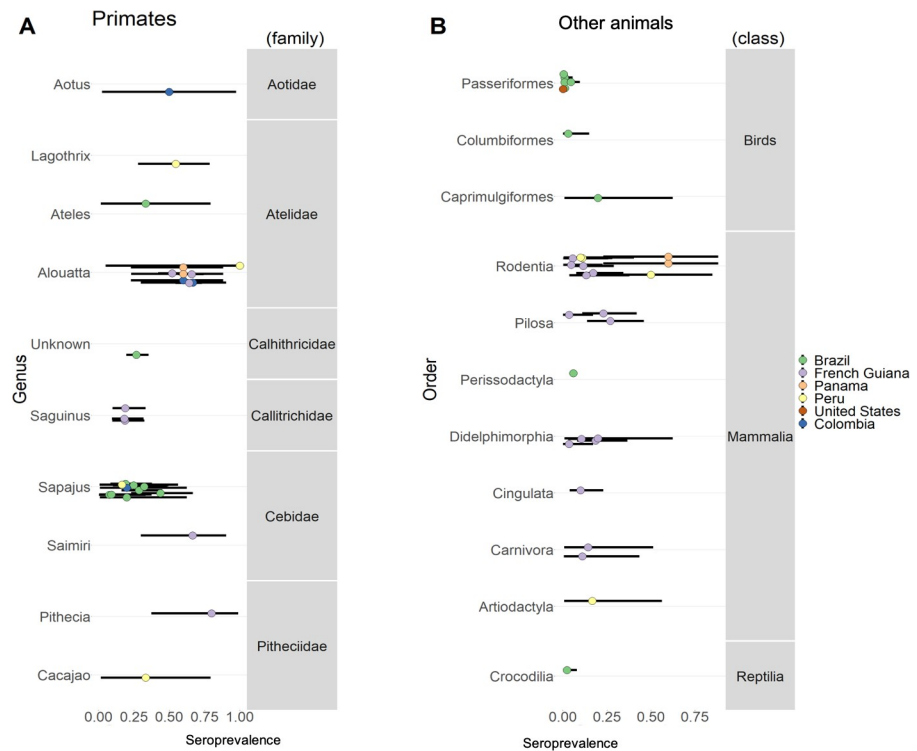 A
Primates
(family)
Genus
Aotus
Aotidae
Lagothrix
Ateles
Alouatta
Atelidae
Unknown
Calhithricidae
Saguinus
Callitrichidae
Sapajus
Saimiri
Cebidae
Pithecia
Cacajao
Pitheciidae
0.00 0.25 0.50 0.75 1.00
Seroprevalence
B
Other animals
(class)
Order
Passeriformes
Columbiformes
Caprimulgiformes
Birds
Rodentia
Pilosa
Perissodactyla
Didelphimorphia
Cingulata
Carnivora
Artiodactyla
Mammalia
Crocodilia
Reptilia
0.00 0.25 0.50 0.75
Seroprevalence
Brazil
French Guiana
Panama
Peru
United States
Colombia